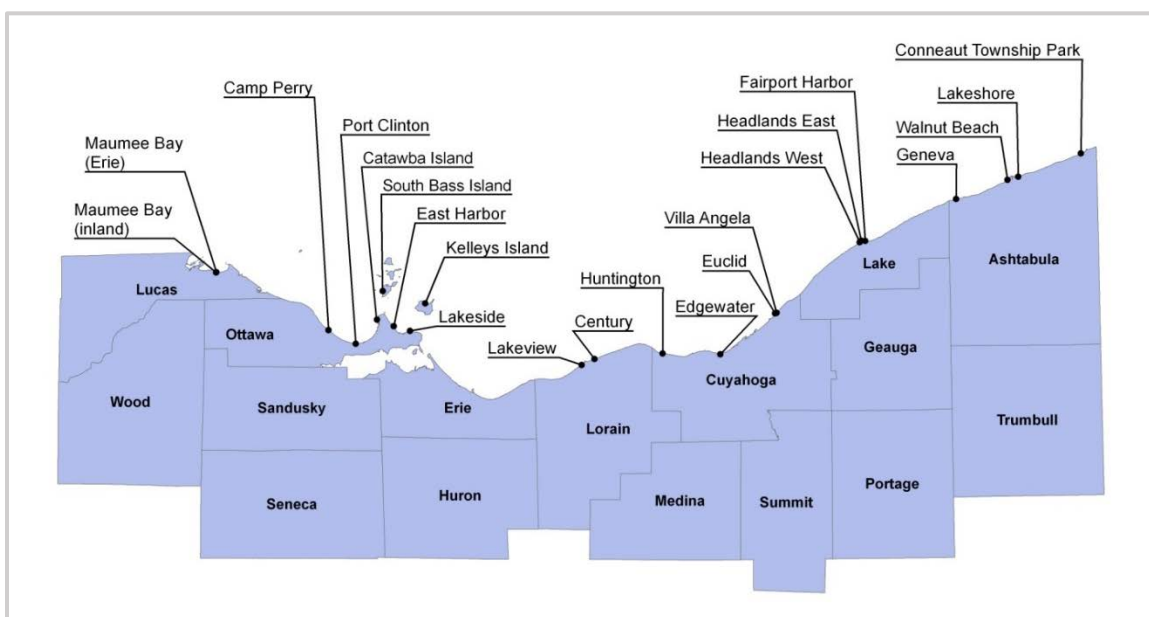 Conneaut Township Park
Fairport Harbor
Lakeshore
Camp Perry
Headlands East
Walnut Beach
Port Clinton
Maumee Bay
(Erie)
Catawba Island
Headlands West
Geneva
South Bass Island
Maumee Bay
(inland)
East Harbor
Villa Angela
Kelleys Island
Euclid
Huntington
Edgewater
Lakeside
Century
Lakeview
Lucas
Ottawa
Wood
Sandusky
Seneca
Erie
Huron
Lorain
Medina
Cuyahoga
Summit
Lake
Geauga
Portage
Ashtabula
Trumbull